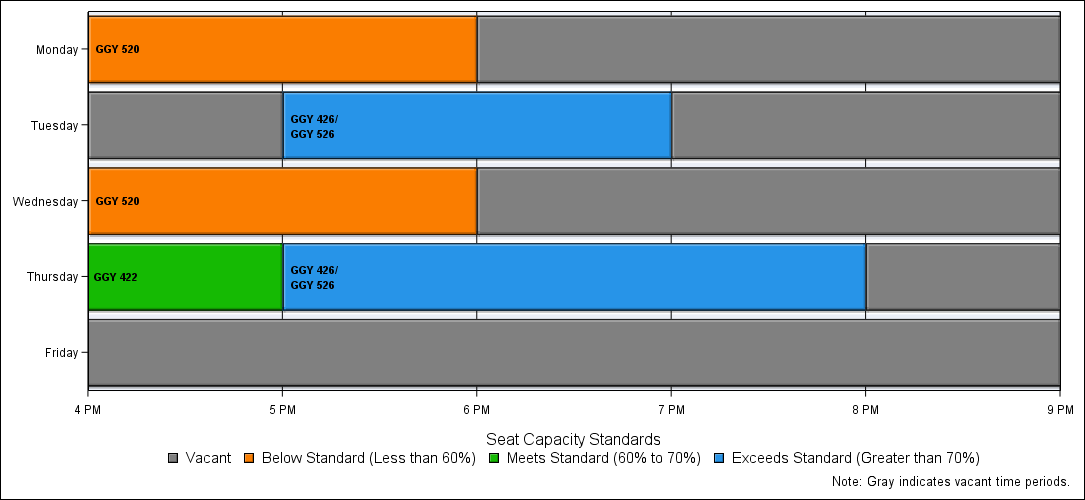 Monday
GGY 520
Tuesday
GGY 426/
GGY 526
Wednesday
GGY 520
Thursday
GGY 422
GGY 426/
GGY 526
Friday
4 PM 5 PM 6 PM 7 PM 8 PM 9 PM
Seat Capacity Standards
Vacant Below Standard (Less than 60%) Meets Standard (60% to 70%) Exceeds Standard (Greater than 70%)
Note: Gray indicates vacant time periods.